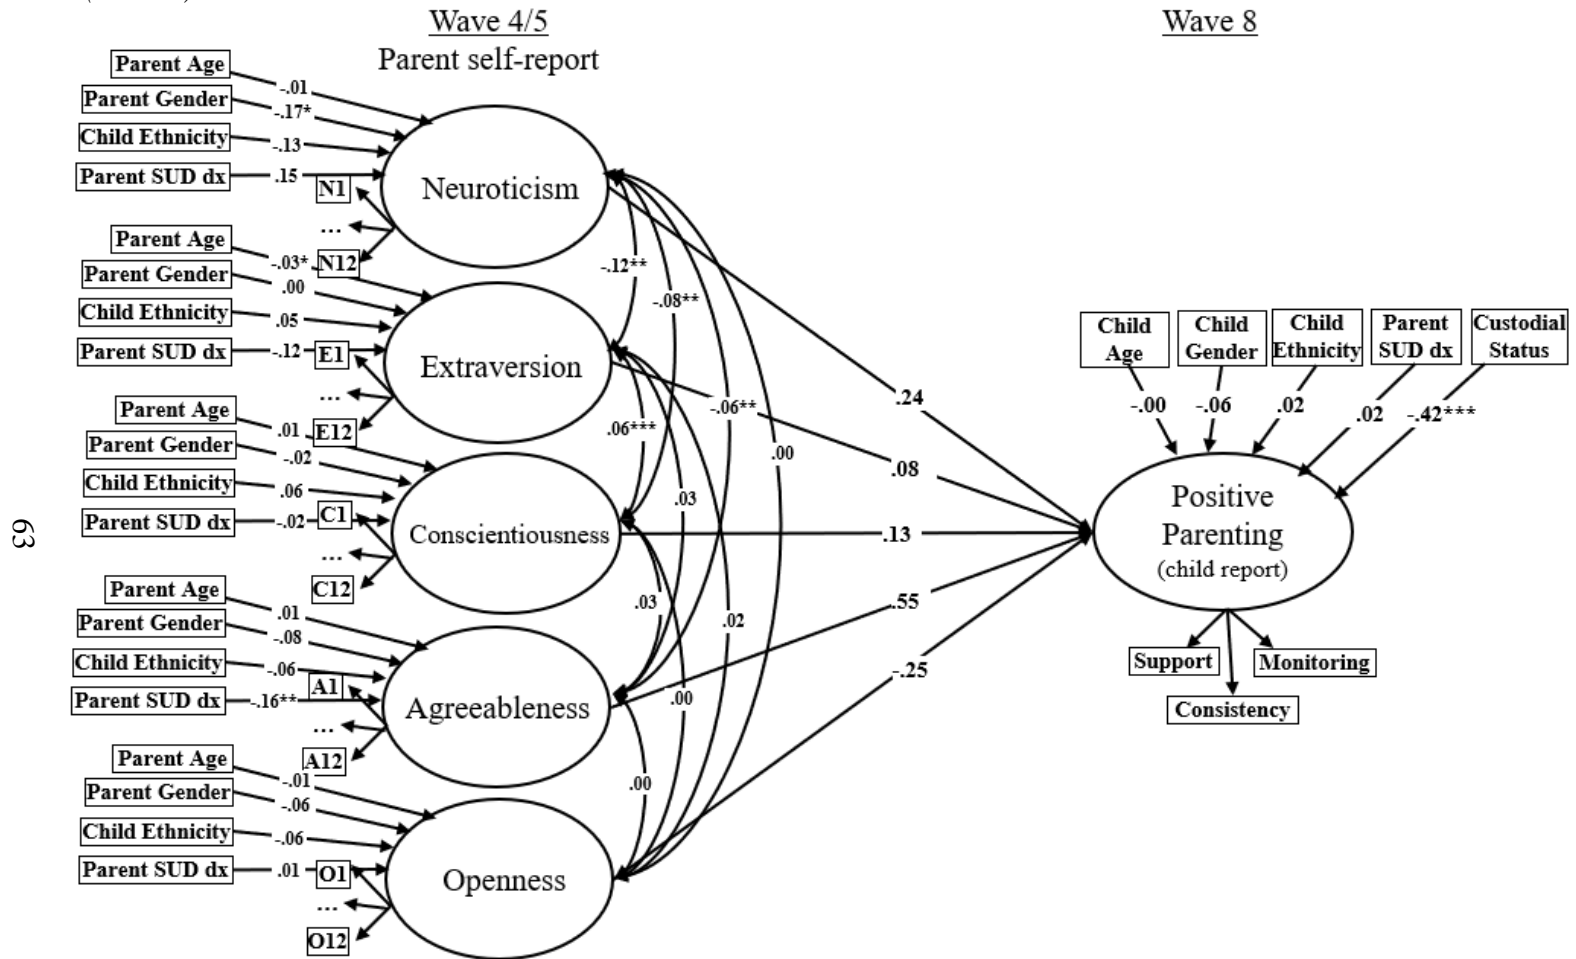 Wave 4/5
Parent self-report
Wave 8
Parent Age
-.01
Parent Gender
-.17*
Child Ethnicity
-.13
Parent SUD dx
.15
N1
...
N12
Neuroticism
Parent Age
-.03*
Parent Gender
.00
Child Ethnicity
.05
Parent SUD dx
-.12
E1
...
E12
Extraversion
Parent Age
.01
Parent Gender
-.02
Child Ethnicity
.06
Parent SUD dx
-.02
C1
...
C12
Conscientiousness
Parent Age
.01
Parent Gender
-.08
Child Ethnicity
-.06
Parent SUD dx
-.16**
A1
...
A12
Agreeableness
Parent Age
-.01
Parent Gender
-.06
Child Ethnicity
-.06
Parent SUD dx
.01
O1
...
O12
Openness
-.12**
-.08**
-.06**
.00
.06***
.03
.02
.03
.00
.00
.24
.08
.13
.55
-.25
Child
Age
Child
Gender
Child
Ethnicity
Parent
SUD dx
Custodial
Status
-.00
-.06
.02
.02
-.42***
Positive
Parenting
(child report)
Support
Monitoring
Consistency
63